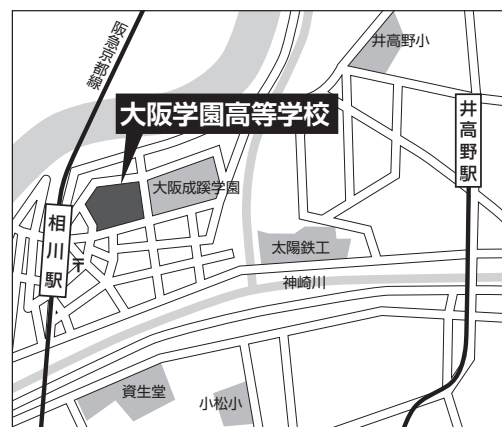 阪急京都線
井高野小
大阪学園高等学校
井高野駅
大阪成蹊学園
相川駅
〒
太陽鉄工
神崎川
資生堂
小松小